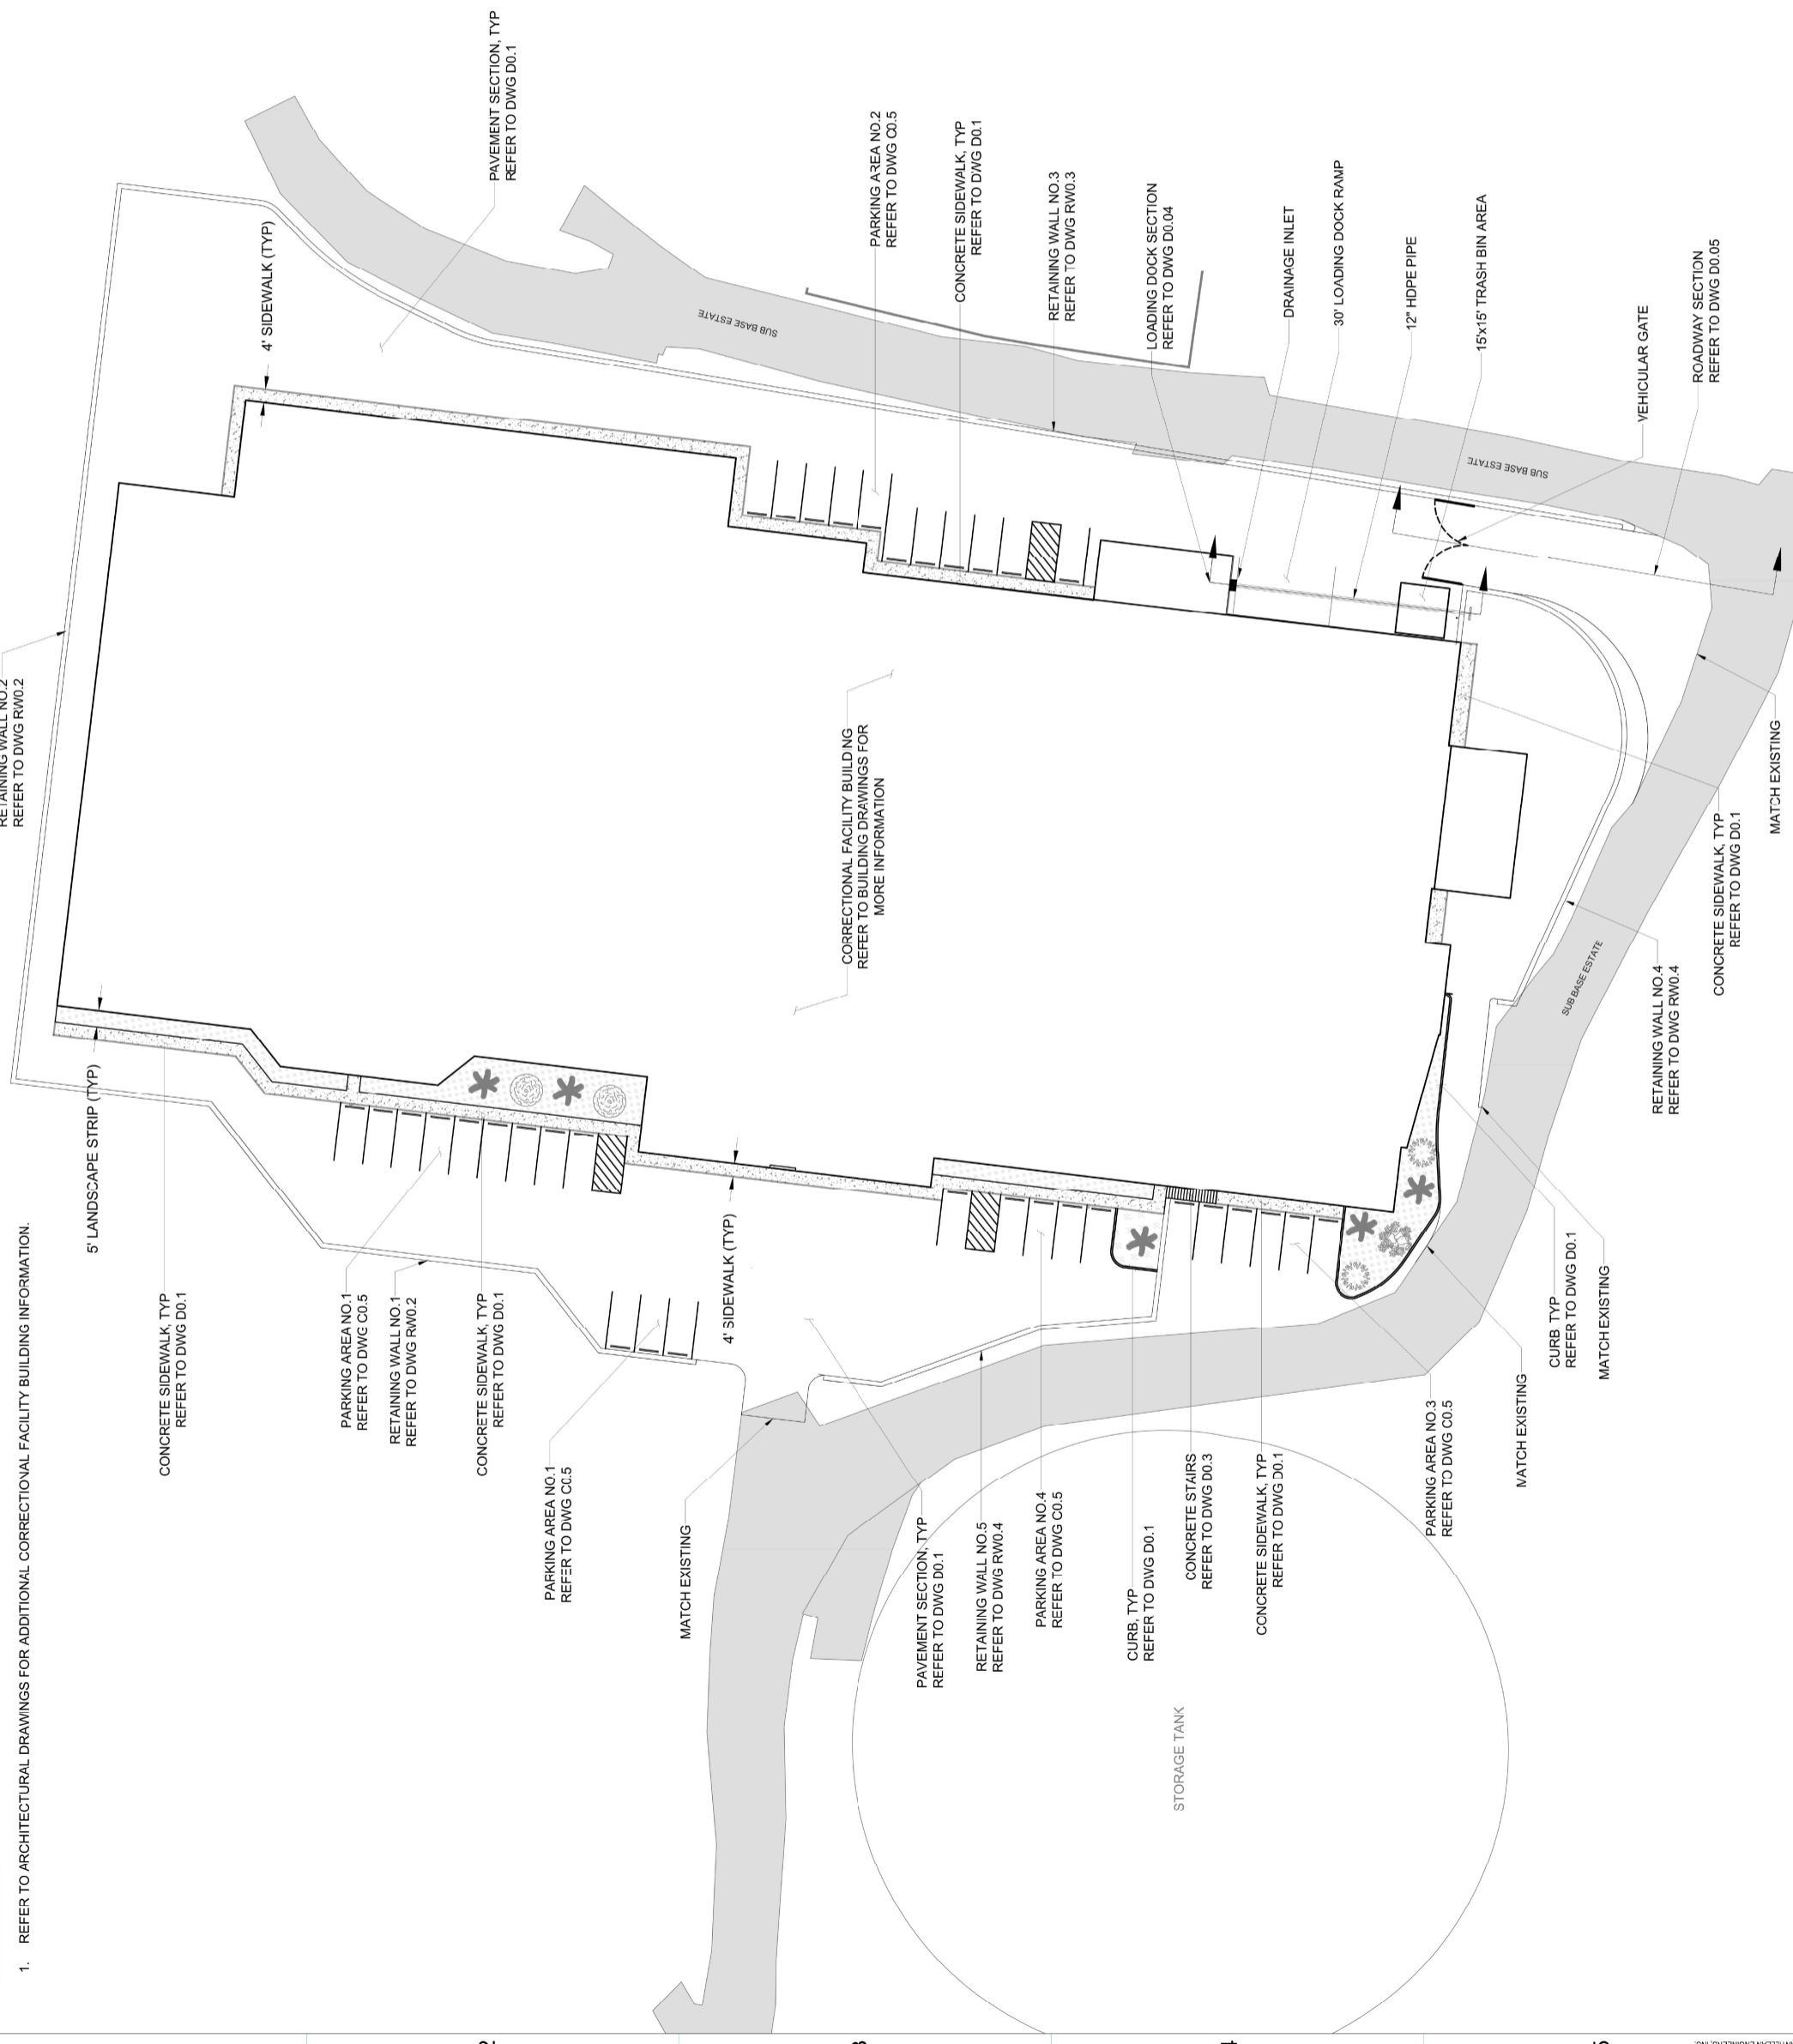 1. REFER TO ARCHITECTURAL DRAWINGS FOR ADDITIONAL CORRECTIONAL FACILITY BUILDING INFORMATION.
RETAINING WALL NO.2
REFER TO DWG RW0.2
5' LANDSCAPE STRIP (TYP)
CONCRETE SIDEWALK, TYP
REFER TO DWG D0.1
4' SIDEWALK (TYP)
PAVEMENT SECTION, TYP
REFER TO DWG D0.1
PARKING AREA NO.1
REFER TO DWG C0.5
RETAINING WALL NO.1
REFER TO DWG RW0.2
CONCRETE SIDEWALK, TYP
REFER TO DWG D0.1
PARKING AREA NO.1
REFER TO DWG C0.5
MATCH EXISTING
4' SIDEWALK (TYP)
SUB BASE ESTATE
PARKING AREA NO.2
REFER TO DWG C0.5
CONCRETE SIDEWALK, TYP
REFER TO DWG D0.1
RETAINING WALL NO.3
REFER TO DWG RW0.3
CORRECTIONAL FACILITY BUILDING
REFER TO BUILDING DRAWINGS FOR
MORE INFORMATION
PAVEMENT SECTION, TYP
REFER TO DWG D0.1
RETAINING WALL NO.5
REFER TO DWG RW0.4
PARKING AREA NO.4
REFER TO DWG C0.5
CURB, TYP
REFER TO DWG D0.1
LOADING DOCK SECTION
REFER TO DWG D0.04
CONCRETE STAIRS
REFER TO DWG D0.3
STORAGE TANK
CONCRETE SIDEWALK, TYP
REFER TO DWG D0.1
DRAINAGE INLET
30' LOADING DOCK RAMP
12" HDPE PIPE
15'x15' TRASH BIN AREA
SUB BASE ESTATE
PARKING AREA NO.3
REFER TO DWG C0.5
MATCH EXISTING
CURB TYP
REFER TO DWG D0.1
MATCH EXISTING
SUB BASE ESTATE
VEHICULAR GATE
RETAINING WALL NO.4
REFER TO DWG RW0.4
ROADWAY SECTION
REFER TO DWG D0.05
CONCRETE SIDEWALK, TYP
REFER TO DWG D0.1
MATCH EXISTING